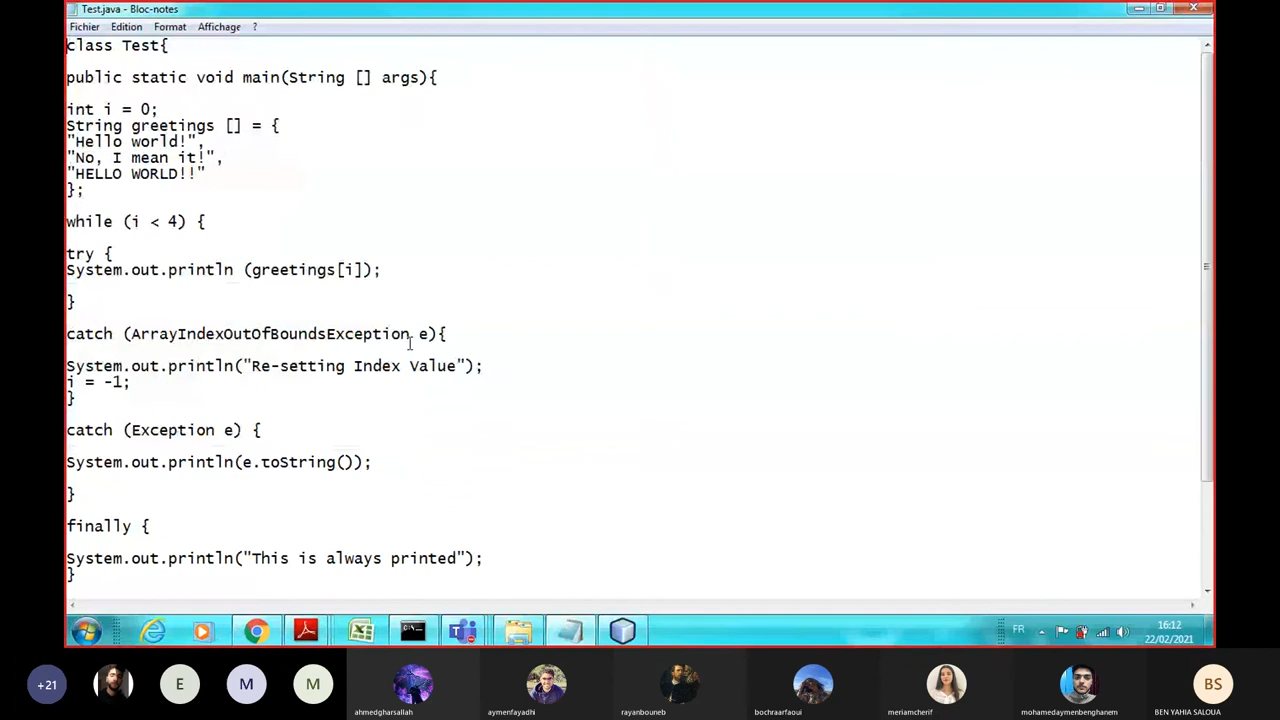 Test.java - Bloc-notes
Fichier Edition Format Affichage ?
class Test{
public static void main(String [] args){
int i = 0;
String greetings [] = {
"Hello world!",
"No, I mean it!",
"HELLO WORLD!!"
};
while (i < 4) {
try {
System.out.println (greetings[i]);
}
catch (ArrayIndexOutOfBoundsException e){
System.out.println("Re-setting Index Value");
i = -1;
}
catch (Exception e) {
System.out.println(e.toString());
}
finally {
System.out.println("This is always printed");
}
FR
16:12
22/02/2021
+21
E
M
M
BS
ahmedgharsallah
aymenfayadhi
rayanbouneb
bochraarfaoui
meriamcherif
mohamedaymenbenghanem
BEN YAHIA SALOUA